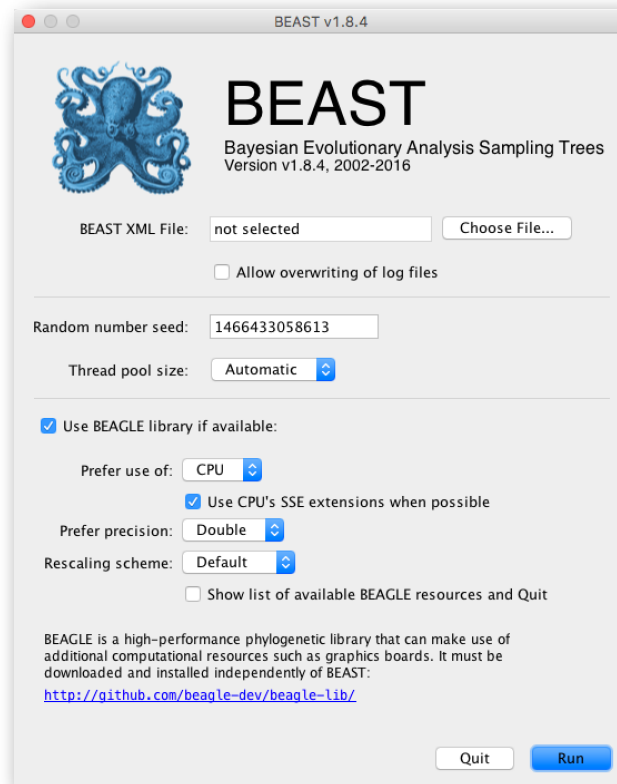 BEAST v1.8.4
BEAST
Bayesian Evolutionary Analysis Sampling Trees
Version v1.8.4, 2002-2016
BEAST XML File: not selected Choose File...
Allow overwriting of log files
Random number seed: 1466433058613
Thread pool size: Automatic
Use BEAGLE library if available:
Prefer use of: CPU
Use CPU's SSE extensions when possible
Prefer precision: Double
Rescaling scheme: Default
Show list of available BEAGLE resources and Quit
BEAGLE is a high-performance phylogenetic library that can make use of
additional computational resources such as graphics boards. It must be
downloaded and installed independently of BEAST:
http://github.com/beagle-dev/beagle-lib/
Quit Run